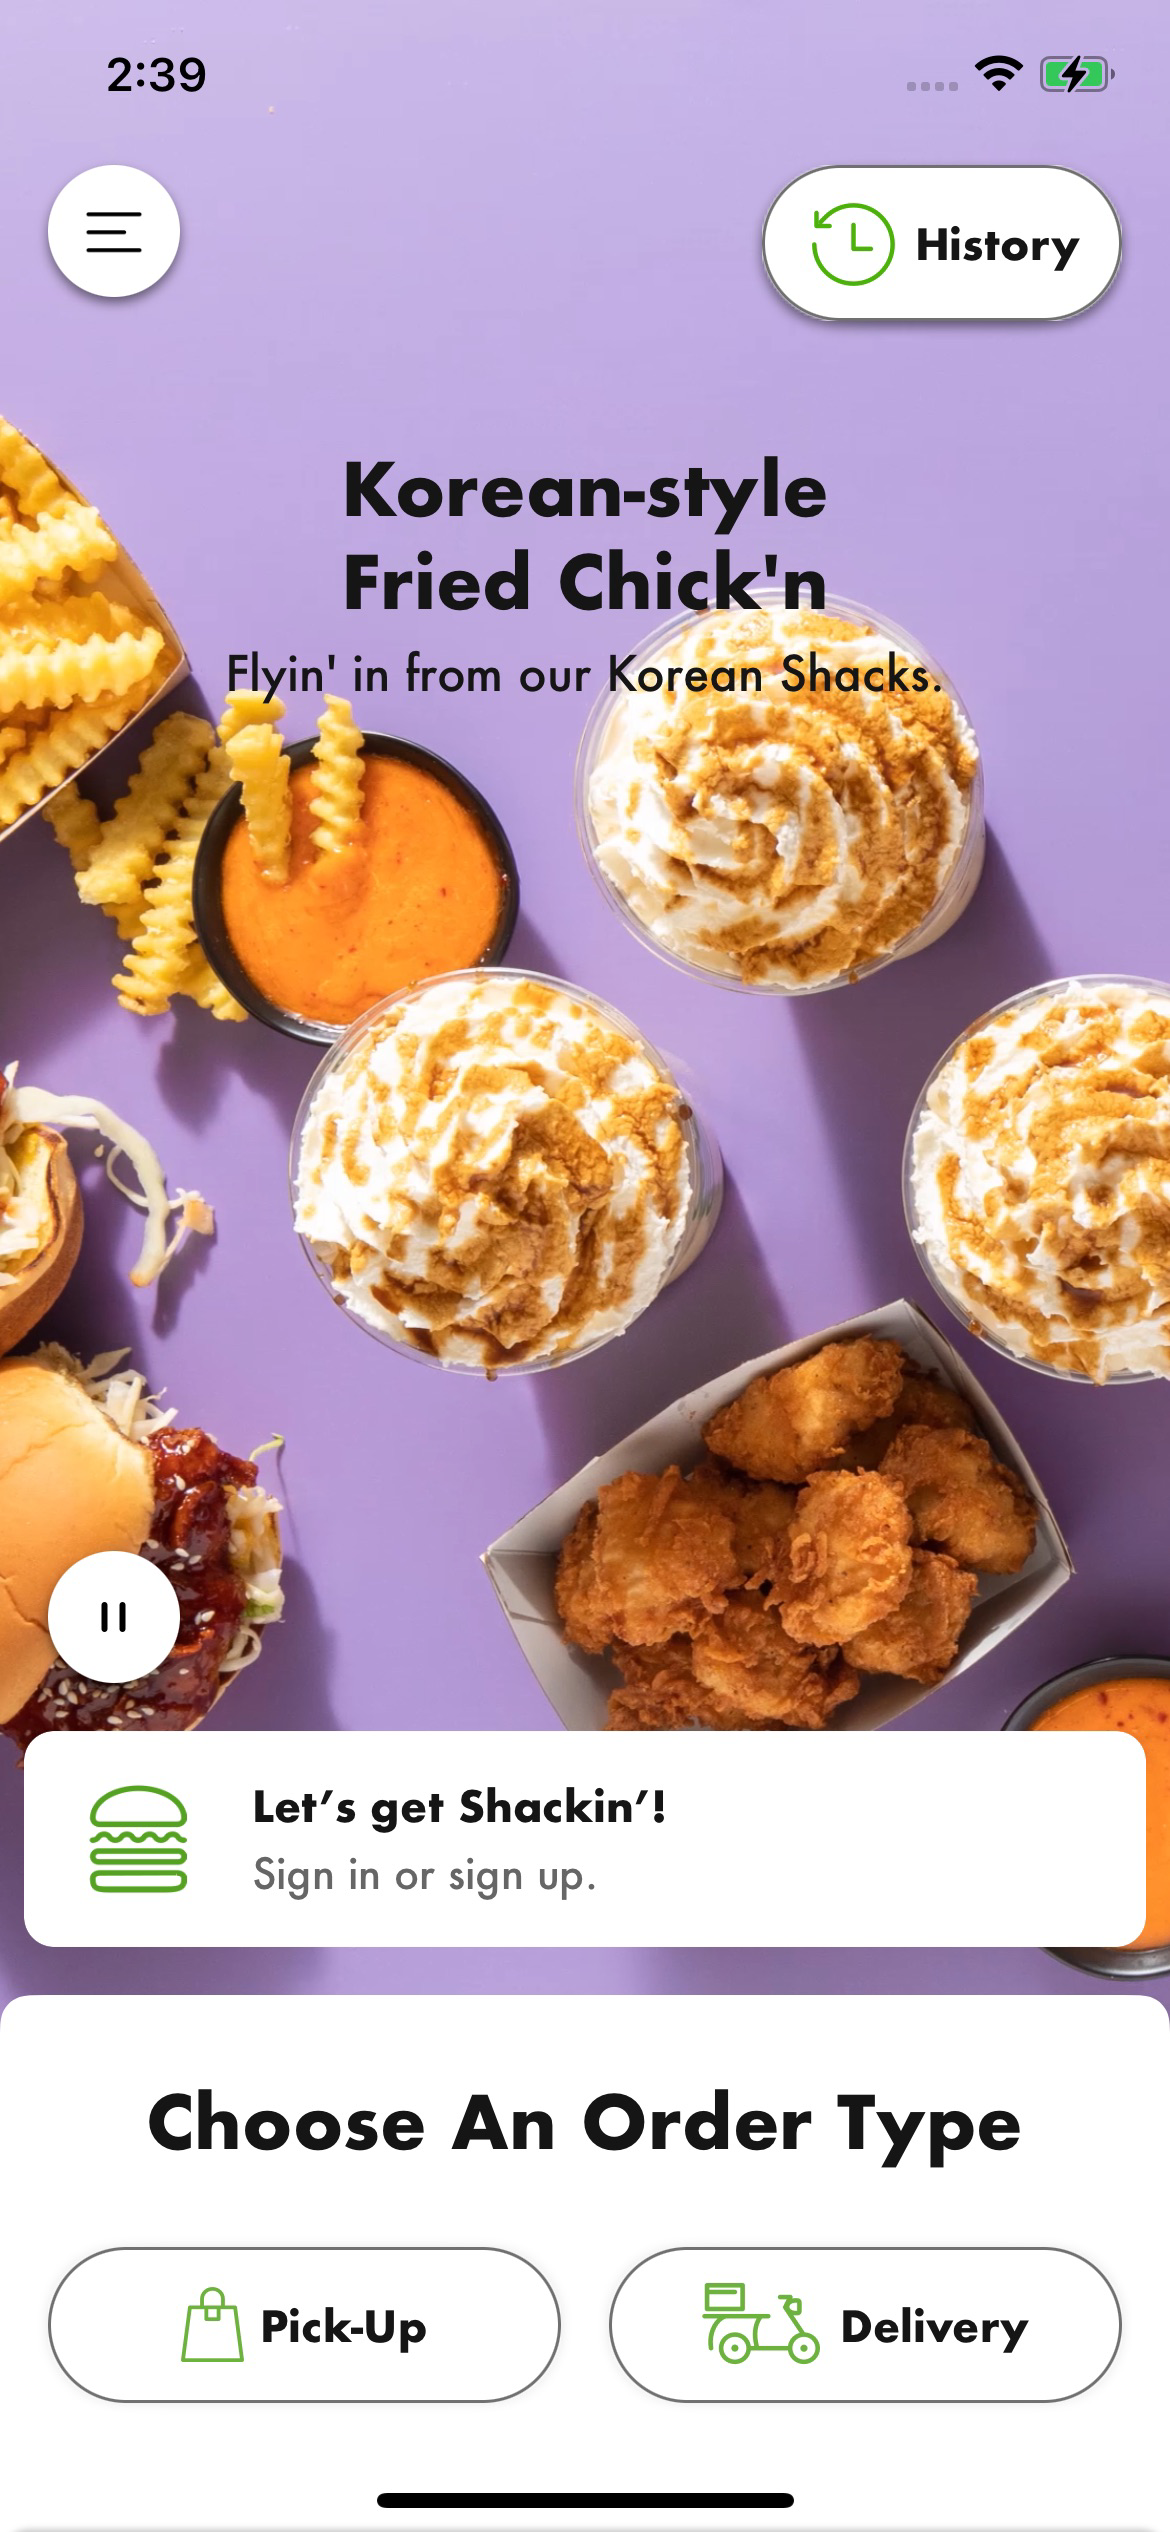 2:39
History
Korean-style
Fried Chick'n
Flyin' in from our Korean Shacks.
Let’s get Shackin’!
Sign in or sign up.
Choose An Order Type
Pick-Up
Delivery